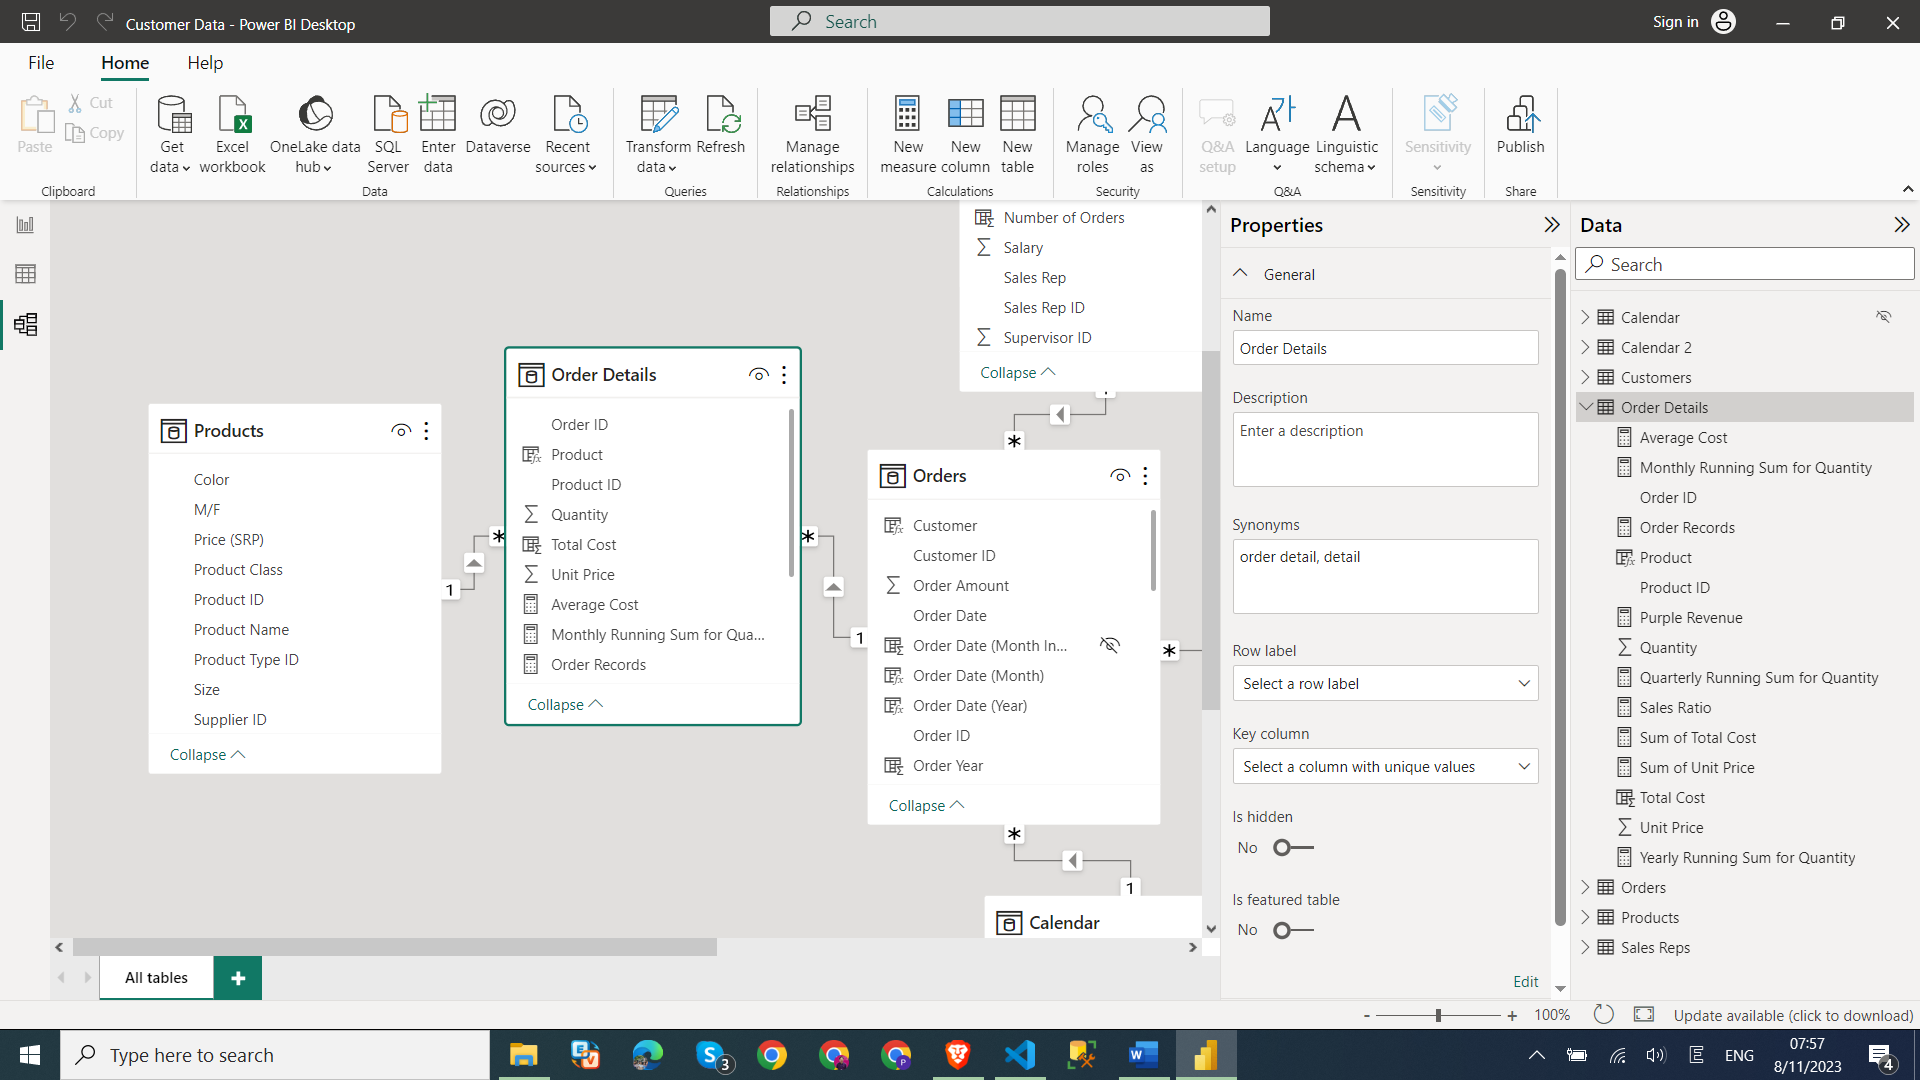 Customer Data - Power BI Desktop
Search
Sign in
File
Home
Help
Paste
Cut
Copy
Clipboard
Get data
Excel workbook
OneLake data hub
SQL Server
Enter data
Dataverse
Recent sources
Data
Transform data
Refresh
Queries
Manage relationships
Relationships
New measure
New column
New table
Calculations
Manage roles
View as
Security
Q&A setup
Language
Linguistic schema
Q&A
Sensitivity
Sensitivity
Publish
Share
Number of Orders
Salary
Sales Rep
Sales Rep ID
Supervisor ID
Collapse
Products
Color
M/F
Price (SRP)
Product Class
Product ID
Product Name
Product Type ID
Size
Supplier ID
Collapse
1
*
Order Details
Order ID
Product
Product ID
Quantity
Total Cost
Unit Price
Average Cost
Monthly Running Sum for Qua...
Order Records
Collapse
*
1
*
Orders
Customer
Customer ID
Order Amount
Order Date
Order Date (Month In...
Order Date (Month)
Order Date (Year)
Order ID
Order Year
Collapse
*
*
1
Calendar
All tables
+
Properties
General
Name
Order Details
Description
Enter a description
Synonyms
order detail, detail
Row label
Select a row label
Key column
Select a column with unique values
Is hidden
No
Is featured table
No
Edit
Data
Search
Calendar
Calendar 2
Customers
Order Details
Average Cost
Monthly Running Sum for Quantity
Order ID
Order Records
Product
Product ID
Purple Revenue
Quantity
Quarterly Running Sum for Quantity
Sales Ratio
Sum of Total Cost
Sum of Unit Price
Total Cost
Unit Price
Yearly Running Sum for Quantity
Orders
Products
Sales Reps
- + 100%
Update available (click to download)
Type here to search
3
ENG
07:57
8/11/2023
4